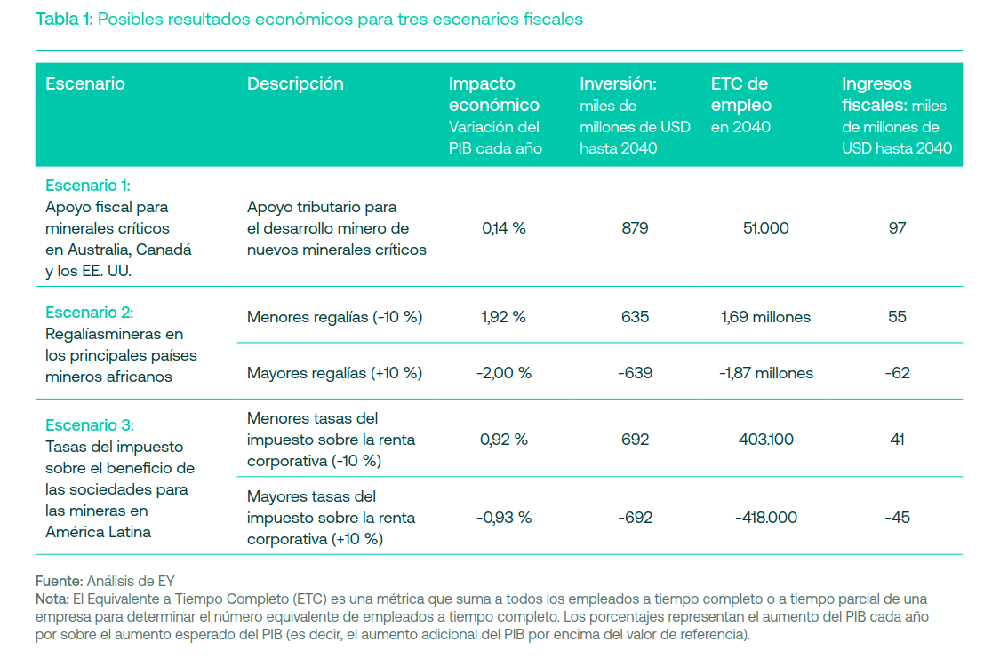 Tabla 1: Posibles resultados económicos para tres escenarios fiscales
Escenario
Descripción
Impacto
económico
Variación del
PIB cada año
Inversión:
miles de
millones de USD
hasta 2040
ETC de
empleo
en 2040
Ingresos
fiscales: miles
de millones de
USD hasta 2040
Escenario 1:
Apoyo fiscal para
minerales críticos
en Australia, Canadá
y los EE. UU.
Apoyo tributario para
el desarrollo minero de
nuevos minerales críticos
0,14 %
879
51.000
97
Escenario 2:
Regalíasmineras en
los principales países
mineros africanos
Menores regalías (-10 %)
1,92 %
635
1,69 millones
55
Mayores regalías (+10 %)
-2,00 %
-639
-1,87 millones
-62
Escenario 3:
Tasas del impuesto
sobre el beneficio de
las sociedades para
las mineras en
América Latina
Menores tasas del
impuesto sobre la renta
corporativa (-10 %)
0,92 %
692
403.100
41
Mayores tasas del
impuesto sobre la renta
corporativa (+10 %)
-0,93 %
-692
-418.000
-45
Fuente: Análisis de EY
Nota: El Equivalente a Tiempo Completo (ETC) es una métrica que suma a todos los empleados a tiempo completo o a tiempo parcial de una
empresa para determinar el número equivalente de empleados a tiempo completo. Los porcentajes representan el aumento del PIB cada año
por sobre el aumento esperado del PIB (es decir, el aumento adicional del PIB por encima del valor de referencia).